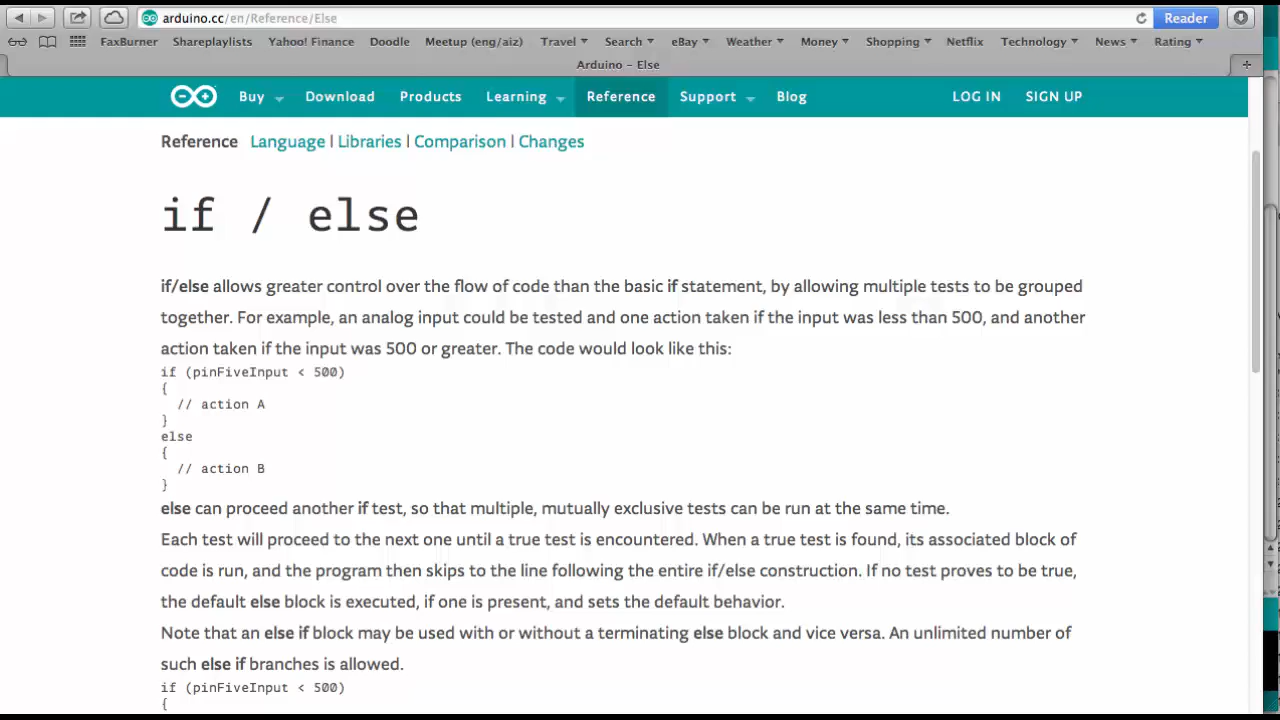 arduino.cc/en/Reference/Else
Reader
FaxBurner Shareplaylists Yahoo! Finance Doodle Meetup (eng/aiz) Travel Search eBay Weather Money Shopping Netflix Technology News Rating
Arduino – Else
Buy Download Products Learning Reference Support Blog LOG IN SIGN UP
Reference Language | Libraries | Comparison | Changes
if / else
if/else allows greater control over the flow of code than the basic if statement, by allowing multiple tests to be grouped
together. For example, an analog input could be tested and one action taken if the input was less than 500, and another
action taken if the input was 500 or greater. The code would look like this:
if (pinFiveInput < 500)
{
// action A
}
else
{
// action B
}
else can proceed another if test, so that multiple, mutually exclusive tests can be run at the same time.
Each test will proceed to the next one until a true test is encountered. When a true test is found, its associated block of
code is run, and the program then skips to the line following the entire if/else construction. If no test proves to be true,
the default else block is executed, if one is present, and sets the default behavior.
Note that an else if block may be used with or without a terminating else block and vice versa. An unlimited number of
such else if branches is allowed.
if (pinFiveInput < 500)
{